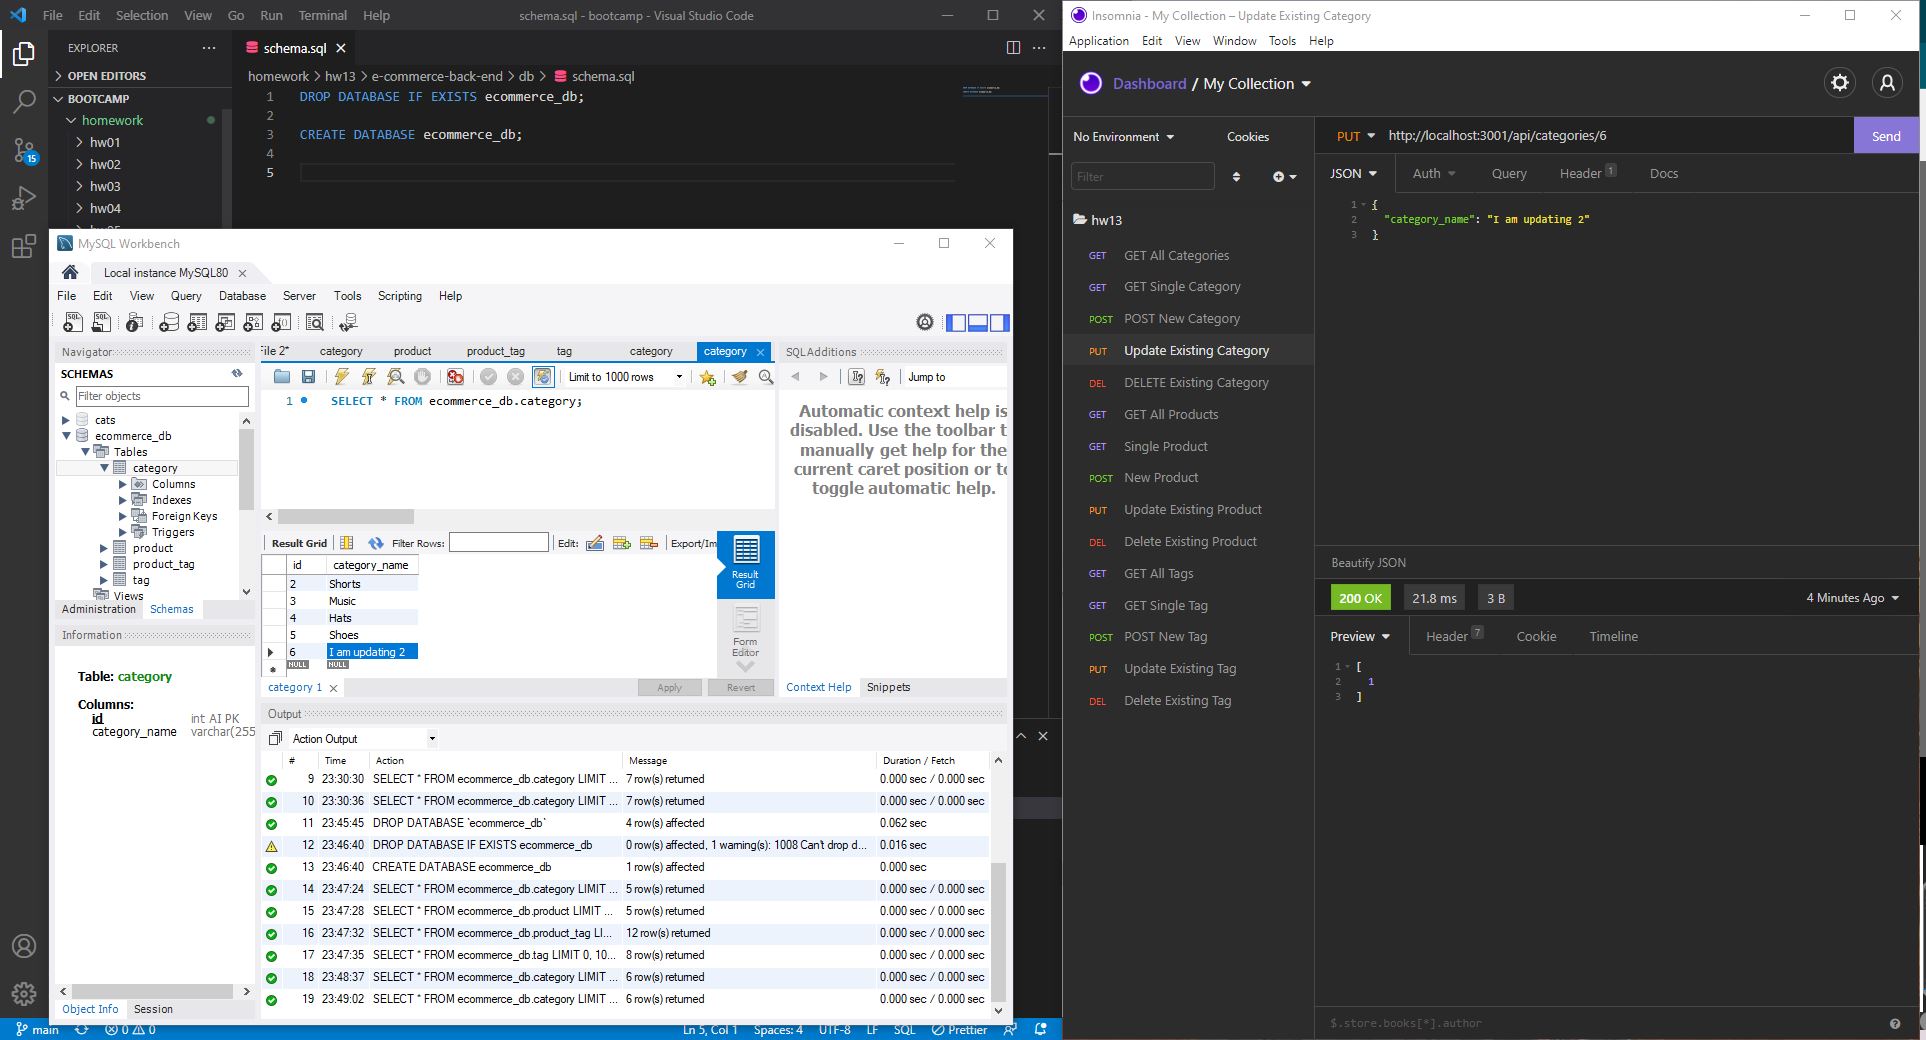 File Edit Selection View Go Run Terminal Help
schema.sql - bootcamp - Visual Studio Code
EXPLORER
OPEN EDITORS
BOOTCAMP
homework
hw01
hw02
hw03
hw04
15
schema.sql
homework > hw13 > e-commerce-back-end > db > schema.sql
1 DROP DATABASE IF EXISTS ecommerce_db;
2
3 CREATE DATABASE ecommerce_db;
4
5
MySQL Workbench
Local instance MySQL80
File Edit View Query Database Server Tools Scripting Help
Navigator
SCHEMAS
Filter objects
cats
ecommerce_db
Tables
category
Columns
Indexes
Foreign Keys
Triggers
product
product_tag
tag
Views
Administration Schemas
Information
Table: category
Columns:
id int AI PK
category_name varchar(255
Object Info Session
File 2* category product product_tag tag category category
Limit to 1000 rows
1 SELECT * FROM ecommerce_db.category;
SQLAdditions
Jump to
Automatic context help is
disabled. Use the toolbar t
manually get help for the
current caret position or to
toggle automatic help.
Result Grid Filter Rows: Edit: Export/Im
id category_name
2 Shorts
3 Music
4 Hats
5 Shoes
6 I am updating 2
NULL NULL
Result
Grid
Form
Editor
category 1
Apply Revert
Context Help Snippets
Output
Action Output
# Time Action Message Duration / Fetch
9 23:30:30 SELECT * FROM ecommerce_db.category LIMIT ... 7 row(s) returned 0.000 sec / 0.000 sec
10 23:30:36 SELECT * FROM ecommerce_db.category LIMIT ... 7 row(s) returned 0.000 sec / 0.000 sec
11 23:45:45 DROP DATABASE `ecommerce_db` 4 row(s) affected 0.062 sec
12 23:46:40 DROP DATABASE IF EXISTS ecommerce_db 0 row(s) affected, 1 warning(s): 1008 Can't drop d... 0.016 sec
13 23:46:40 CREATE DATABASE ecommerce_db 1 row(s) affected 0.000 sec
14 23:47:24 SELECT * FROM ecommerce_db.category LIMIT ... 5 row(s) returned 0.000 sec / 0.000 sec
15 23:47:28 SELECT * FROM ecommerce_db.product LIMIT ... 5 row(s) returned 0.000 sec / 0.000 sec
16 23:47:32 SELECT * FROM ecommerce_db.product_tag LI... 12 row(s) returned 0.000 sec / 0.000 sec
17 23:47:35 SELECT * FROM ecommerce_db.tag LIMIT 0, 10... 8 row(s) returned 0.000 sec / 0.000 sec
18 23:48:37 SELECT * FROM ecommerce_db.category LIMIT ... 6 row(s) returned 0.000 sec / 0.000 sec
19 23:49:02 SELECT * FROM ecommerce_db.category LIMIT ... 6 row(s) returned 0.000 sec / 0.000 sec
main 0 0 Ln 5, Col 1 Spaces: 4 UTF-8 LF SQL Prettier
Insomnia - My Collection – Update Existing Category
Application Edit View Window Tools Help
Dashboard / My Collection
No Environment Cookies
Filter
hw13
GET GET All Categories
GET GET Single Category
POST POST New Category
PUT Update Existing Category
DEL DELETE Existing Category
GET GET All Products
GET Single Product
POST New Product
PUT Update Existing Product
DEL Delete Existing Product
GET GET All Tags
GET GET Single Tag
POST POST New Tag
PUT Update Existing Tag
DEL Delete Existing Tag
PUT http://localhost:3001/api/categories/6 Send
JSON Auth Query Header 1 Docs
1 {
2 "category_name": "I am updating 2"
3 }
Beautify JSON
200 OK 21.8 ms 3 B 4 Minutes Ago
Preview Header 7 Cookie Timeline
1 [
2 1
3 ]
$.store.books[*].author